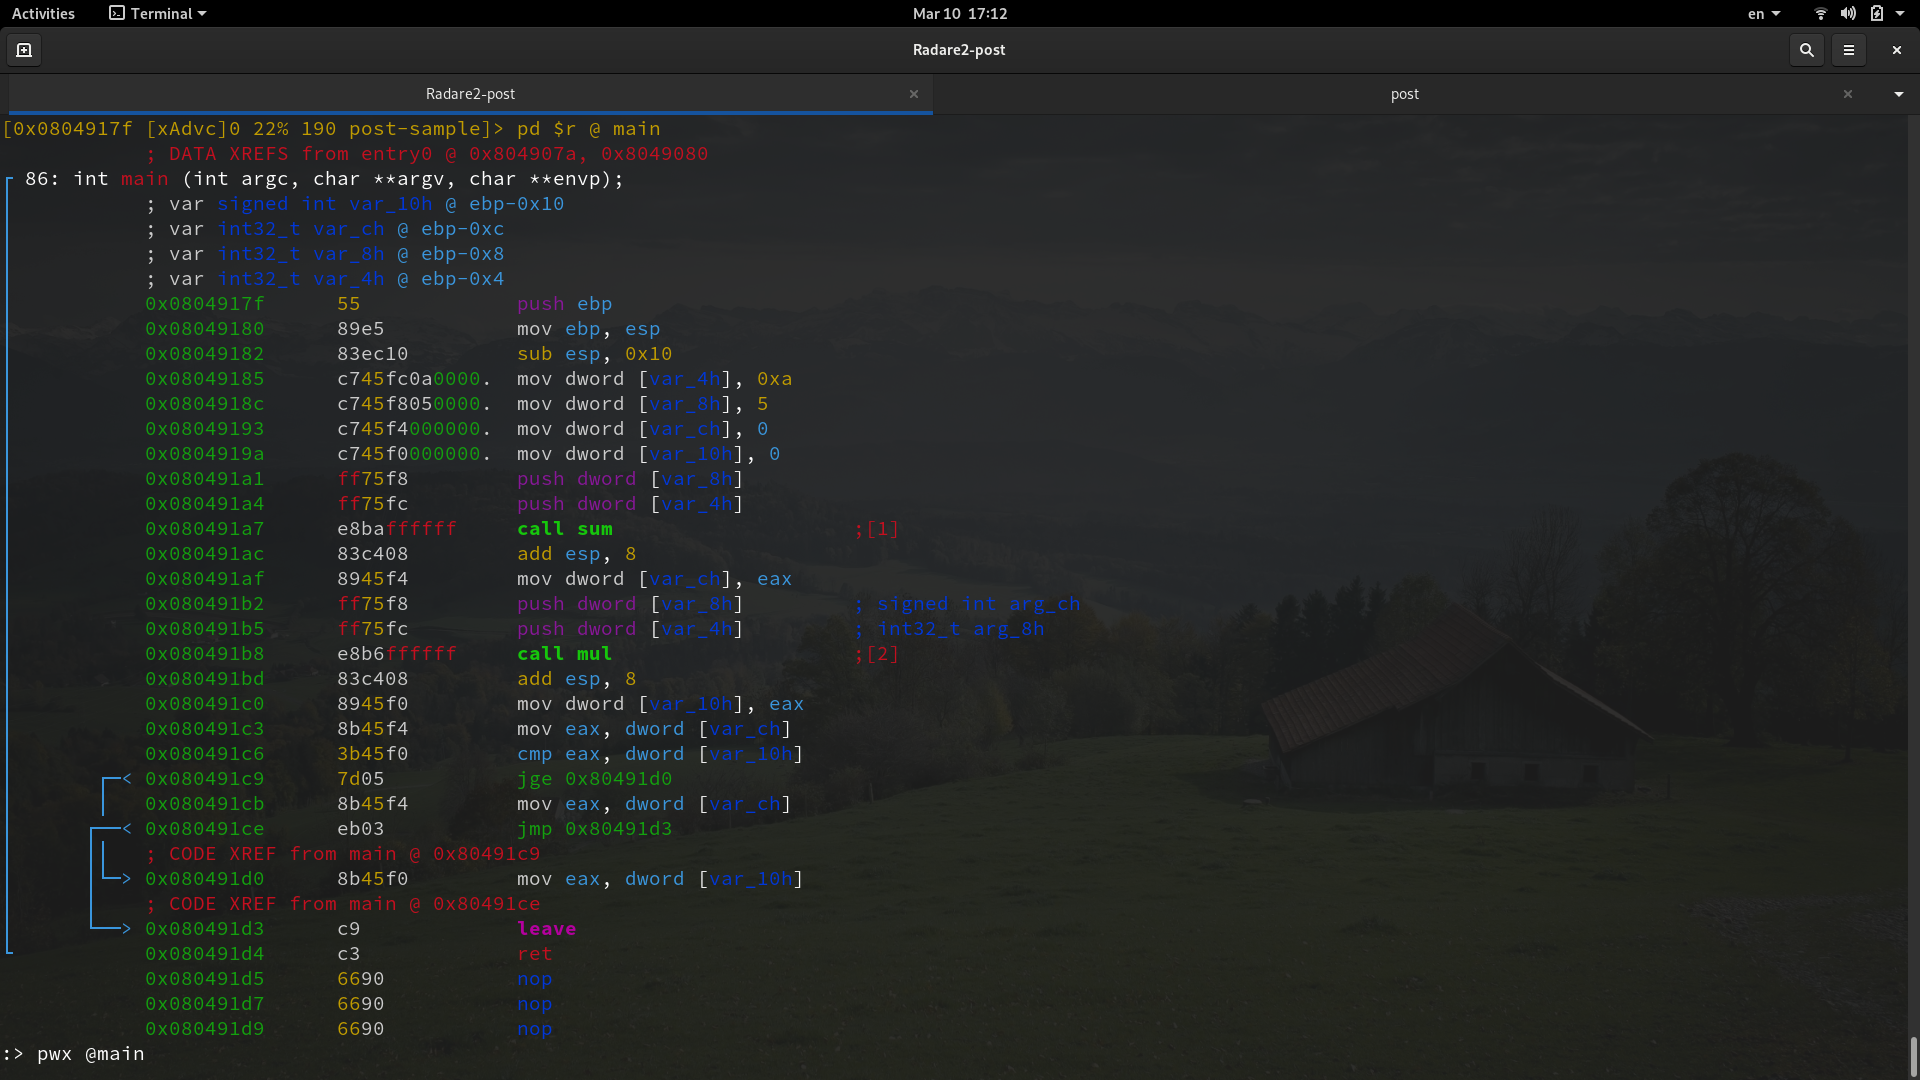 Activities Terminal Mar 10 17:12 en
Radare2-post
Radare2-post post
[0x0804917f [xAdvc]0 22% 190 post-sample]> pd $r @ main
; DATA XREFS from entry0 @ 0x804907a, 0x8049080
86: int main (int argc, char **argv, char **envp);
; var signed int var_10h @ ebp-0x10
; var int32_t var_ch @ ebp-0xc
; var int32_t var_8h @ ebp-0x8
; var int32_t var_4h @ ebp-0x4
0x0804917f 55 push ebp
0x08049180 89e5 mov ebp, esp
0x08049182 83ec10 sub esp, 0x10
0x08049185 c745fc0a0000. mov dword [var_4h], 0xa
0x0804918c c745f8050000. mov dword [var_8h], 5
0x08049193 c745f4000000. mov dword [var_ch], 0
0x0804919a c745f0000000. mov dword [var_10h], 0
0x080491a1 ff75f8 push dword [var_8h]
0x080491a4 ff75fc push dword [var_4h]
0x080491a7 e8baffffff call sum ;[1]
0x080491ac 83c408 add esp, 8
0x080491af 8945f4 mov dword [var_ch], eax
0x080491b2 ff75f8 push dword [var_8h] ; signed int arg_ch
0x080491b5 ff75fc push dword [var_4h] ; int32_t arg_8h
0x080491b8 e8b6ffffff call mul ;[2]
0x080491bd 83c408 add esp, 8
0x080491c0 8945f0 mov dword [var_10h], eax
0x080491c3 8b45f4 mov eax, dword [var_ch]
0x080491c6 3b45f0 cmp eax, dword [var_10h]
< 0x080491c9 7d05 jge 0x80491d0
0x080491cb 8b45f4 mov eax, dword [var_ch]
< 0x080491ce eb03 jmp 0x80491d3
; CODE XREF from main @ 0x80491c9
> 0x080491d0 8b45f0 mov eax, dword [var_10h]
; CODE XREF from main @ 0x80491ce
> 0x080491d3 c9 leave
0x080491d4 c3 ret
0x080491d5 6690 nop
0x080491d7 6690 nop
0x080491d9 6690 nop
:> pwx @main